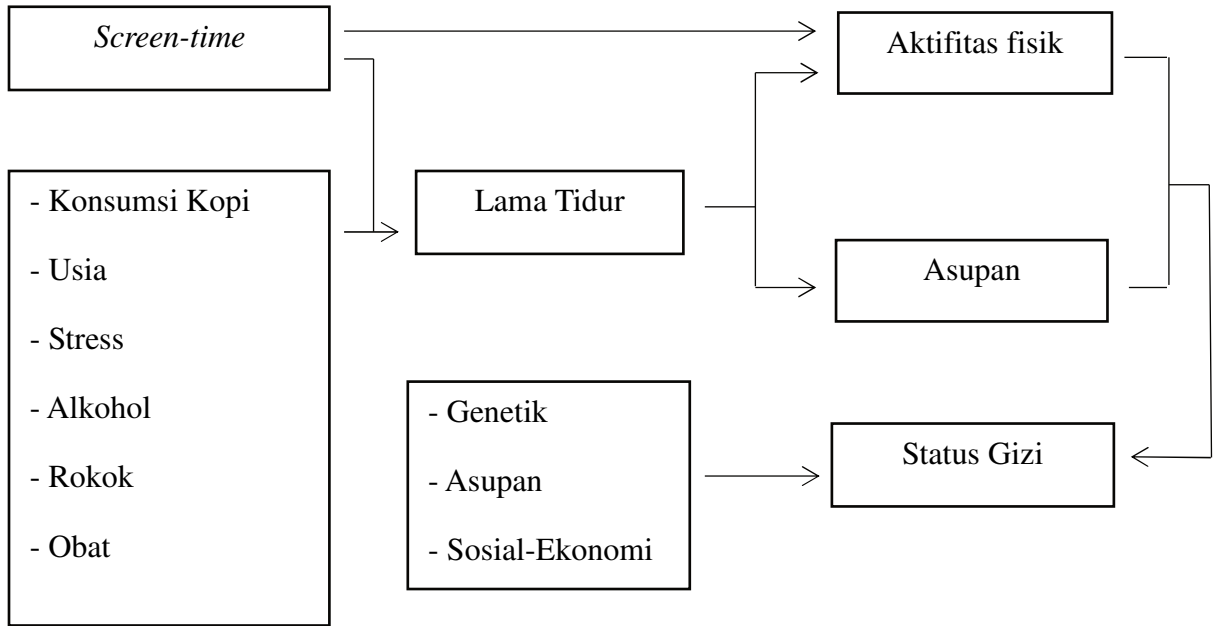 Screen-time
Aktifitas fisik
- Konsumsi Kopi
- Usia
- Stress
- Alkohol
- Rokok
- Obat
Lama Tidur
Asupan
- Genetik
- Asupan
- Sosial-Ekonomi
Status Gizi